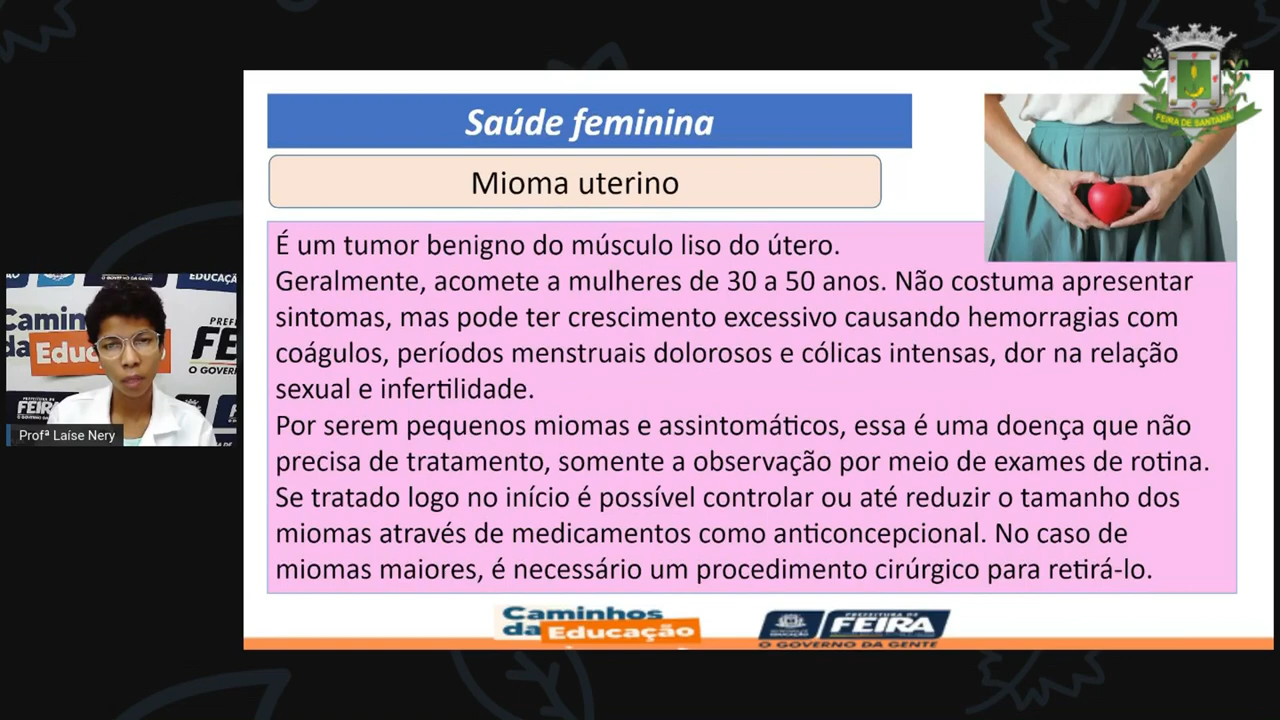 FEIRA DE SANTANA
Saúde feminina
Mioma uterino
É um tumor benigno do músculo liso do útero.
Geralmente, acomete a mulheres de 30 a 50 anos. Não costuma apresentar
sintomas, mas pode ter crescimento excessivo causando hemorragias com
coágulos, períodos menstruais dolorosos e cólicas intensas, dor na relação
sexual e infertilidade.
Por serem pequenos miomas e assintomáticos, essa é uma doença que não
precisa de tratamento, somente a observação por meio de exames de rotina.
Se tratado logo no início é possível controlar ou até reduzir o tamanho dos
miomas através de medicamentos como anticoncepcional. No caso de
miomas maiores, é necessário um procedimento cirúrgico para retirá-lo.
Profª Laíse Nery
Caminhos
da Educação
PREFEITURA DE
FEIRA
O GOVERNO DA GENTE